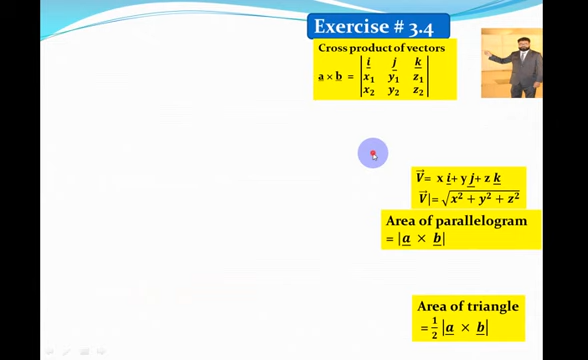 Exercise # 3.4
Cross product of vectors
a × b = | i j k |
| x₁ y₁ z₁ |
| x₂ y₂ z₂ |
V⃗= x i+ y j+ z k
V⃗|= √x² + y² + z²
Area of parallelogram
= |a × b|
Area of triangle
= ½ |a × b|